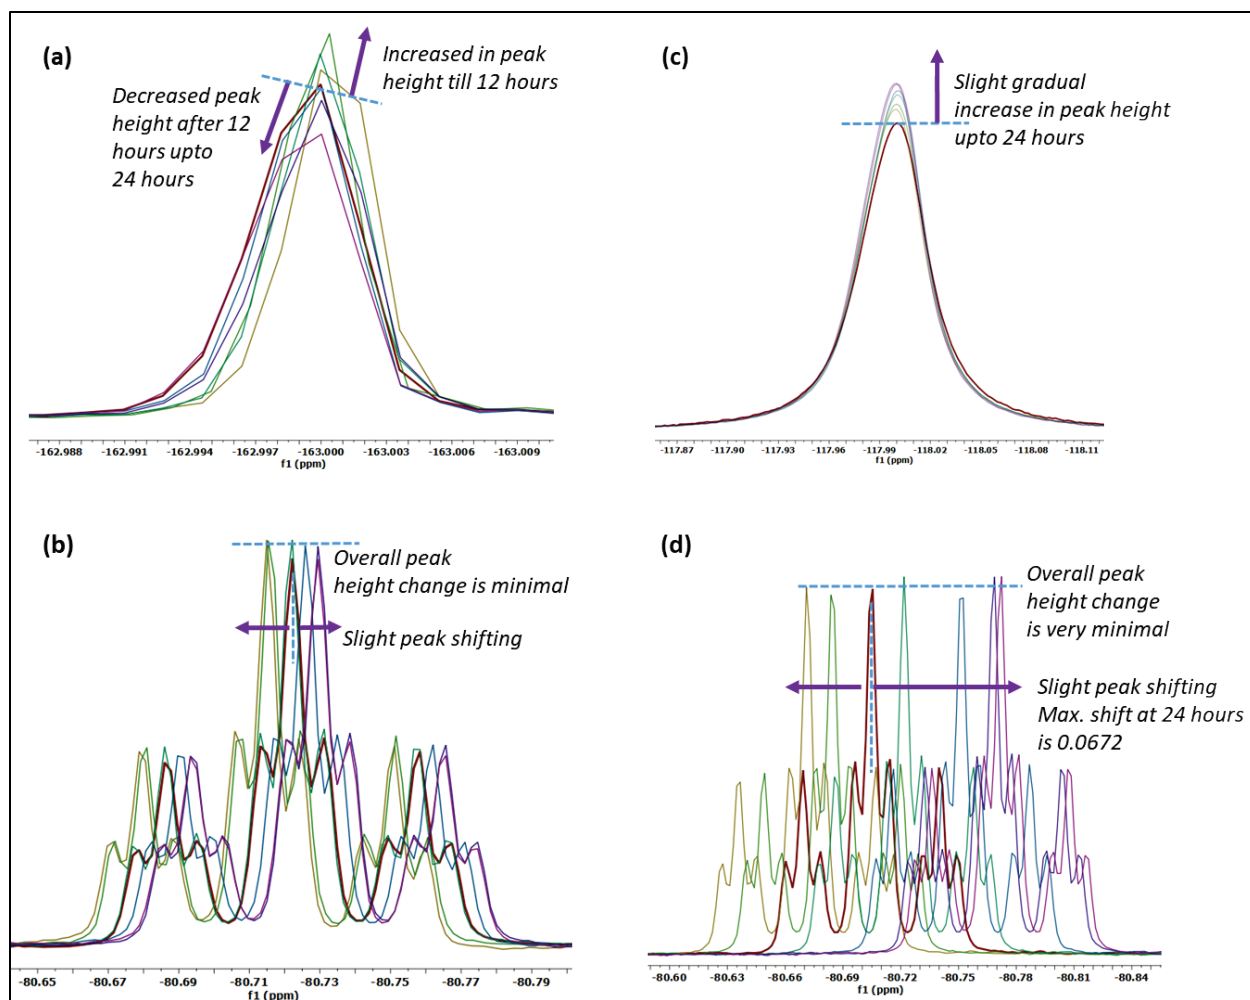 (a)
Increased in peak
height till 12 hours
Decreased peak
height after 12
hours upto
24 hours
-162.988 -162.991 -162.994 -162.997 -163.000 -163.003 -163.006 -163.009
f1 (ppm)
(c)
Slight gradual
increase in peak height
upto 24 hours
-117.87 -117.90 -117.93 -117.96 -117.99 -118.02 -118.05 -118.08 -118.11
f1 (ppm)
(b)
Overall peak
height change is minimal
Slight peak shifting
-80.65 -80.67 -80.69 -80.71 -80.73 -80.75 -80.77 -80.79
f1 (ppm)
(d)
Overall peak
height change
is very minimal
Slight peak shifting
Max. shift at 24 hours
is 0.0672
-80.60 -80.63 -80.66 -80.69 -80.72 -80.75 -80.78 -80.81 -80.84
f1 (ppm)